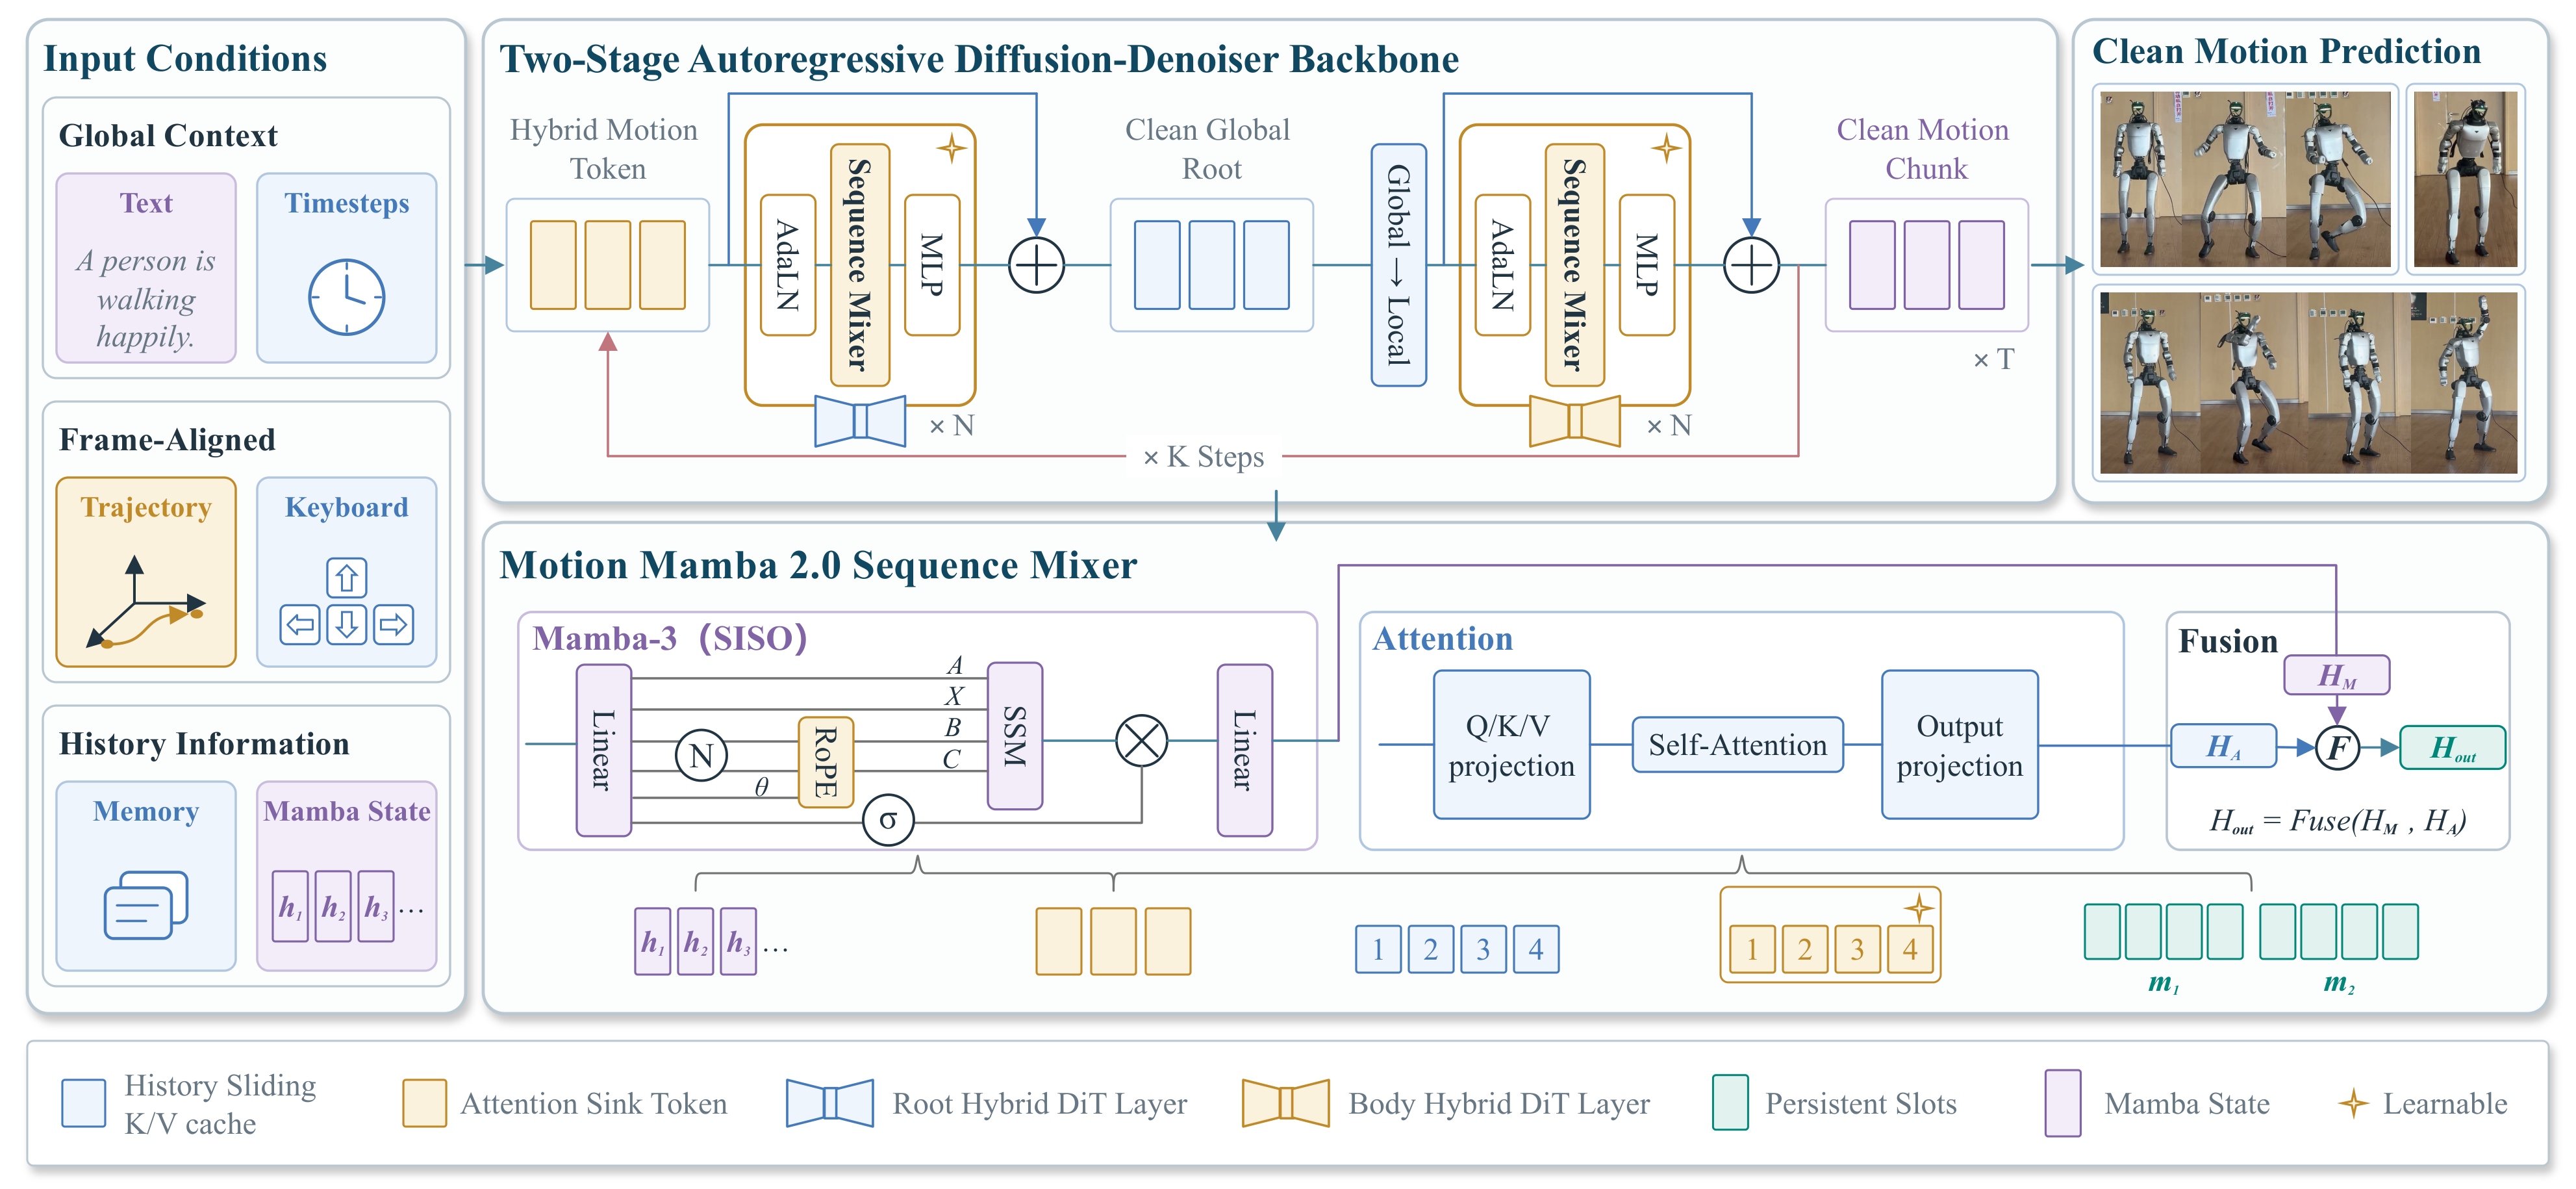 Input Conditions
Global Context
Text
A person is
walking
happily.
Timesteps
Frame-Aligned
Trajectory
Keyboard
History Information
Memory
Mamba State
h1 h2 h3 ...
Two-Stage Autoregressive Diffusion-Denoiser Backbone
Hybrid Motion
Token
AdaLN
Sequence Mixer
MLP
× N
Clean Global
Root
Global → Local
AdaLN
Sequence Mixer
MLP
× N
Clean Motion
Chunk
× T
× K Steps
Clean Motion Prediction
Motion Mamba 2.0 Sequence Mixer
Mamba-3 (SISO)
Linear
N
θ
RoPE
σ
A
X
B
C
SSM
Linear
Attention
Q/K/V
projection
Self-Attention
Output
projection
Fusion
HM
HA
F
Hout
Hout = Fuse(HM , HA)
h1 h2 h3 ...
1 2 3 4
1 2 3 4
m1
m2
History Sliding
K/V cache
Attention Sink Token
Root Hybrid DiT Layer
Body Hybrid DiT Layer
Persistent Slots
Mamba State
Learnable